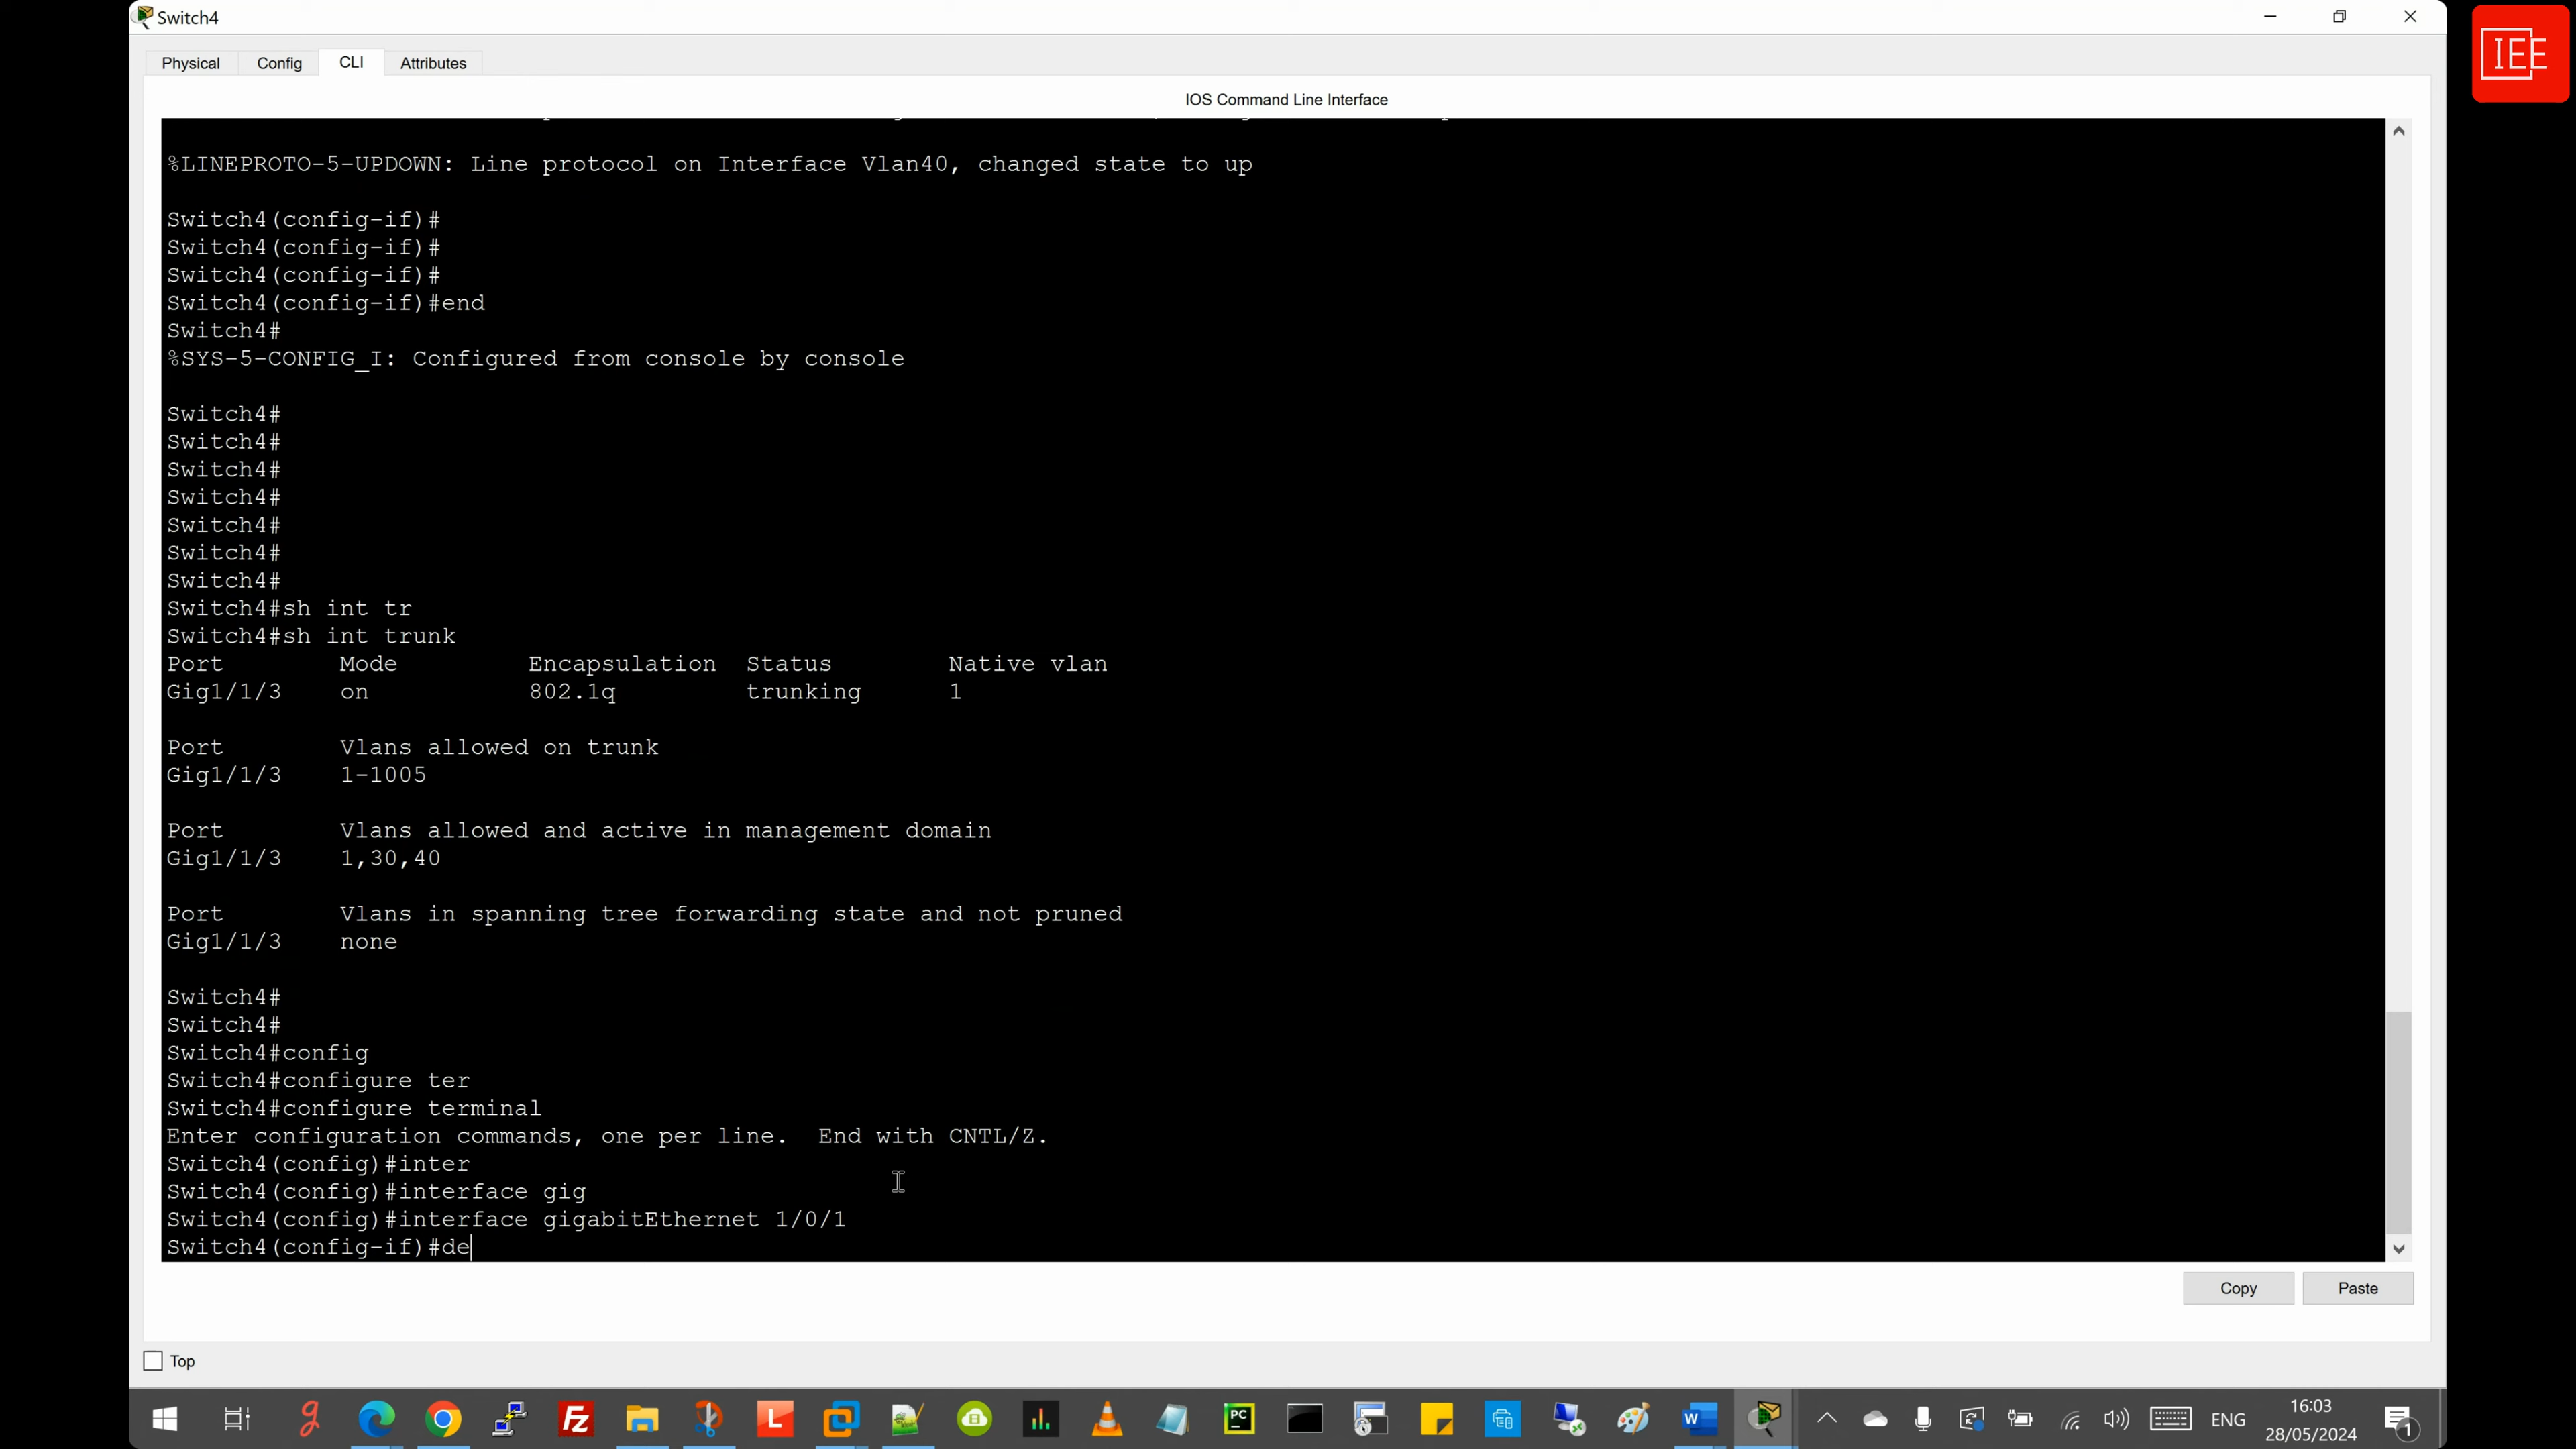 Switch4
IEE
Physical Config CLI Attributes
IOS Command Line Interface
%LINEPROTO-5-UPDOWN: Line protocol on Interface Vlan40, changed state to up
Switch4(config-if)#
Switch4(config-if)#
Switch4(config-if)#
Switch4(config-if)#end
Switch4#
%SYS-5-CONFIG_I: Configured from console by console
Switch4#
Switch4#
Switch4#
Switch4#
Switch4#
Switch4#
Switch4#
Switch4#sh int tr
Switch4#sh int trunk
Port Mode Encapsulation Status Native vlan
Gig1/1/3 on 802.1q trunking 1
Port Vlans allowed on trunk
Gig1/1/3 1-1005
Port Vlans allowed and active in management domain
Gig1/1/3 1,30,40
Port Vlans in spanning tree forwarding state and not pruned
Gig1/1/3 none
Switch4#
Switch4#
Switch4#config
Switch4#configure ter
Switch4#configure terminal
Enter configuration commands, one per line. End with CNTL/Z.
Switch4(config)#inter
Switch4(config)#interface gig
Switch4(config)#interface gigabitEthernet 1/0/1
Switch4(config-if)#de
Copy Paste
Top
ENG
16:03
28/05/2024